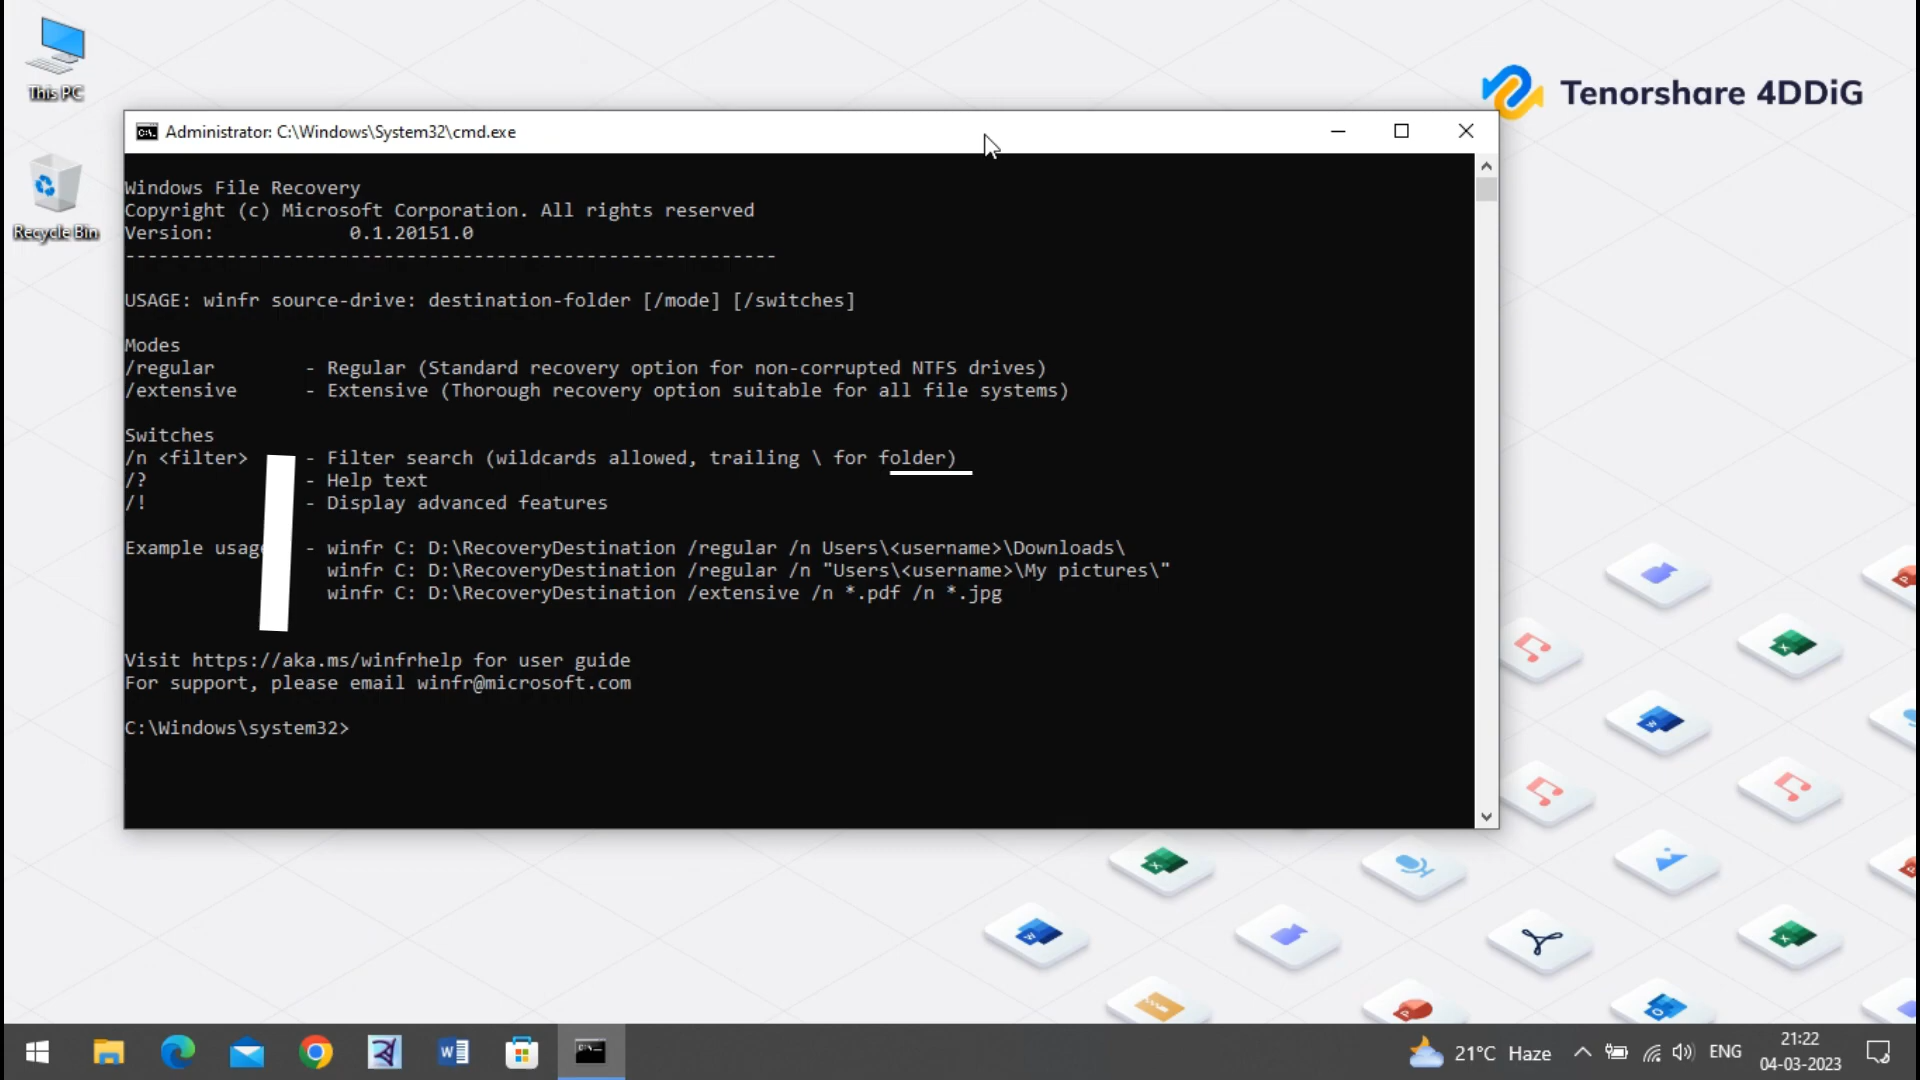 This PC
Recycle Bin
Tenorshare 4DDiG
Administrator: C:\Windows\System32\cmd.exe
Windows File Recovery
Copyright (c) Microsoft Corporation. All rights reserved
Version:            0.1.20151.0
----------------------------------------------------------
USAGE: winfr source-drive: destination-folder [/mode] [/switches]
Modes
/regular        - Regular (Standard recovery option for non-corrupted NTFS drives)
/extensive      - Extensive (Thorough recovery option suitable for all file systems)
Switches
/n <filter>     - Filter search (wildcards allowed, trailing \ for folder)
/?              - Help text
/!              - Display advanced features
Example usage   - winfr C: D:\RecoveryDestination /regular /n Users\<username>\Downloads\
winfr C: D:\RecoveryDestination /regular /n "Users\<username>\My pictures\"
winfr C: D:\RecoveryDestination /extensive /n *.pdf /n *.jpg
Visit https://aka.ms/winfrhelp for user guide
For support, please email winfr@microsoft.com
C:\Windows\system32>
21°C Haze
ENG
21:22
04-03-2023